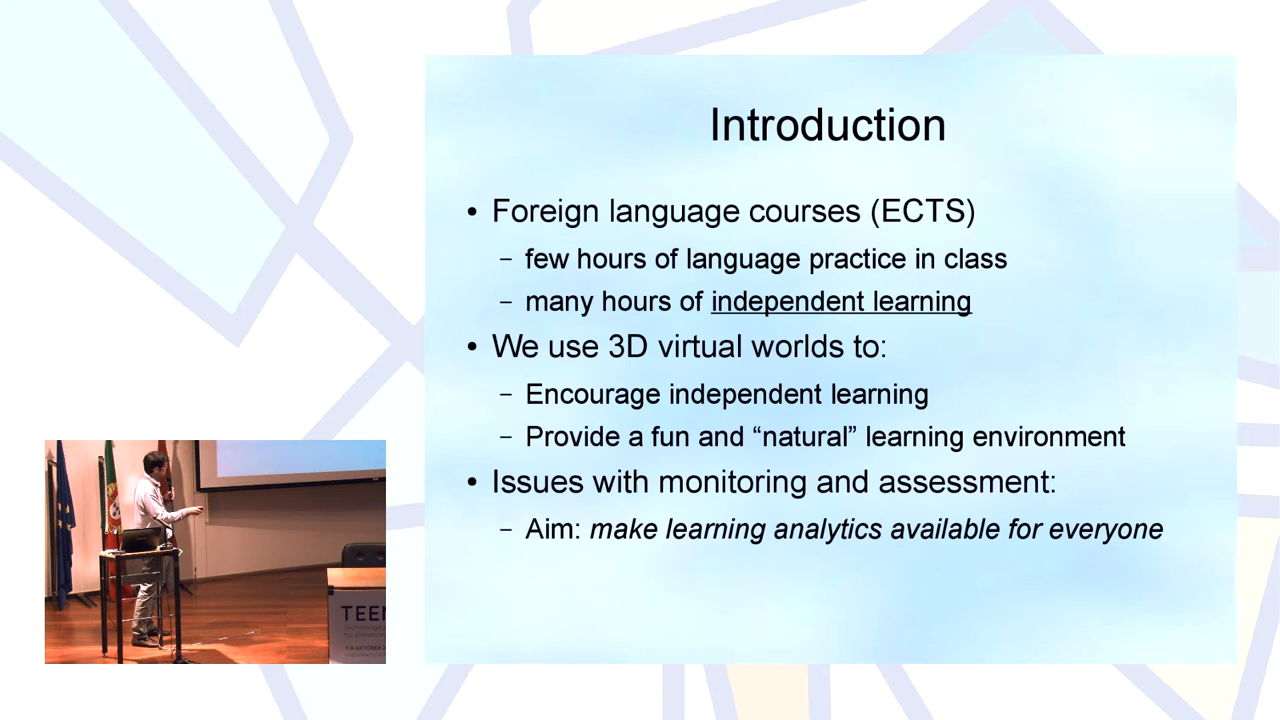 Introduction
• Foreign language courses (ECTS)
– few hours of language practice in class
– many hours of independent learning
• We use 3D virtual worlds to:
– Encourage independent learning
– Provide a fun and “natural” learning environment
• Issues with monitoring and assessment:
– Aim: make learning analytics available for everyone
TEEM